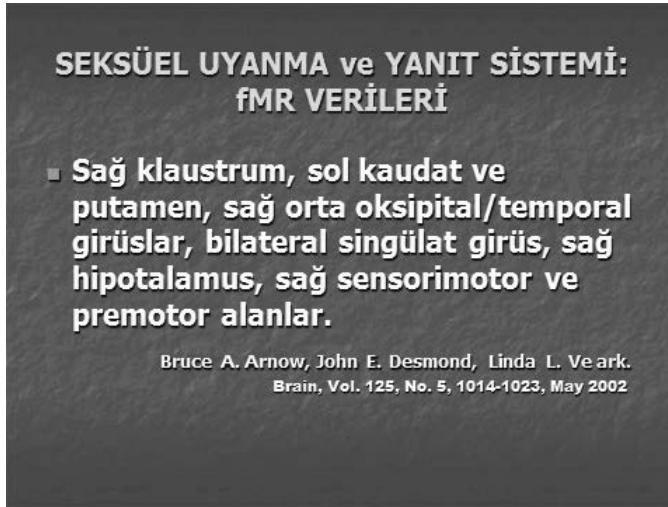 SEKSÜEL UYANMA ve YANIT SİSTEMİ:
fMR VERİLERİ
Sağ klaustrum, sol kaudat ve
putamen, sağ orta oksipital/temporal
girüslar, bilateral singülat girüs, sağ
hipotalamus, sağ sensorimotor ve
premotor alanlar.
Bruce A. Arnow, John E. Desmond, Linda L. Ve ark.
Brain, Vol. 125, No. 5, 1014-1023, May 2002